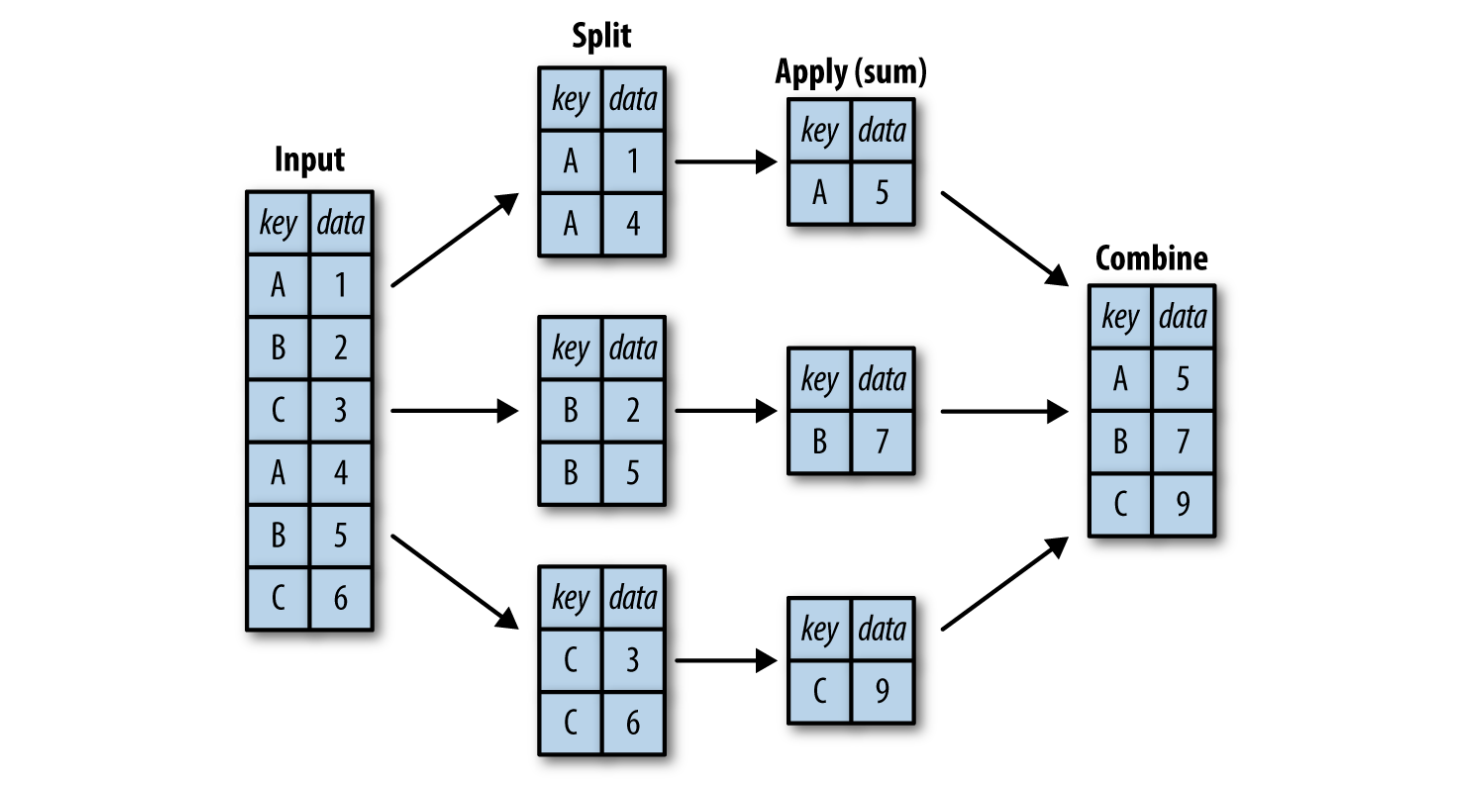 Input
key data
A 1
B 2
C 3
A 4
B 5
C 6
Split
key data
A 1
A 4
key data
B 2
B 5
key data
C 3
C 6
Apply (sum)
key data
A 5
key data
B 7
key data
C 9
Combine
key data
A 5
B 7
C 9